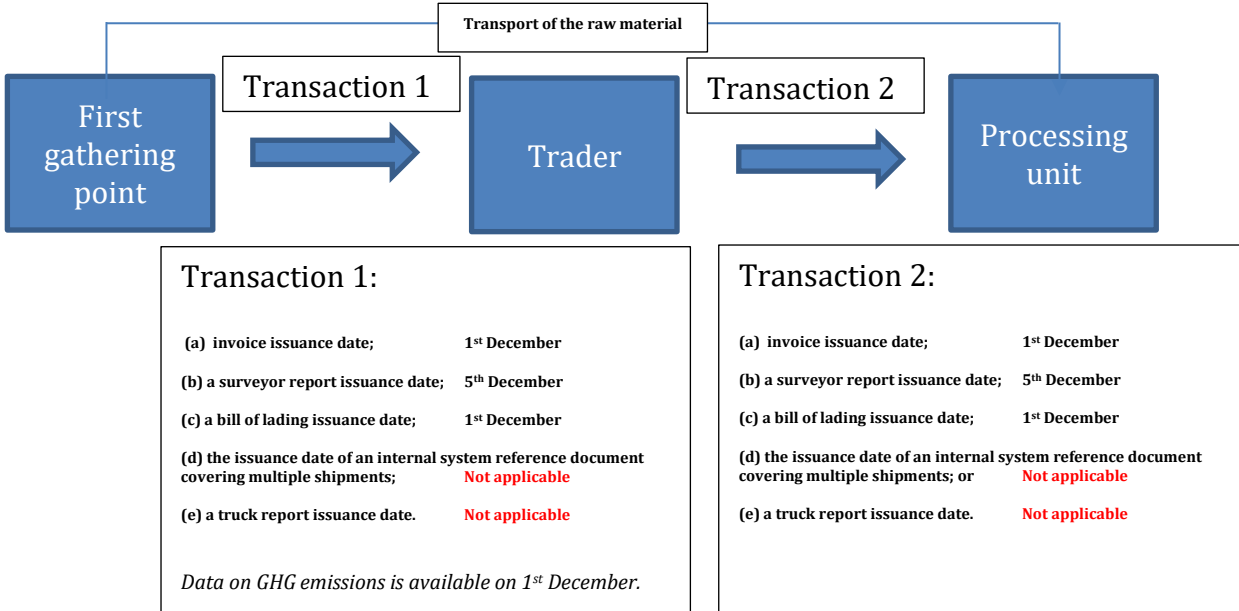 Transport of the raw material
Transaction 1
Transaction 2
First
gathering
point
Trader
Processing
unit
Transaction 1:
(a) invoice issuance date; 1st December
(b) a surveyor report issuance date; 5th December
(c) a bill of lading issuance date; 1st December
(d) the issuance date of an internal system reference document
covering multiple shipments; Not applicable
(e) a truck report issuance date. Not applicable
Data on GHG emissions is available on 1st December.
Transaction 2:
(a) invoice issuance date; 1st December
(b) a surveyor report issuance date; 5th December
(c) a bill of lading issuance date; 1st December
(d) the issuance date of an internal system reference document
covering multiple shipments; or Not applicable
(e) a truck report issuance date. Not applicable